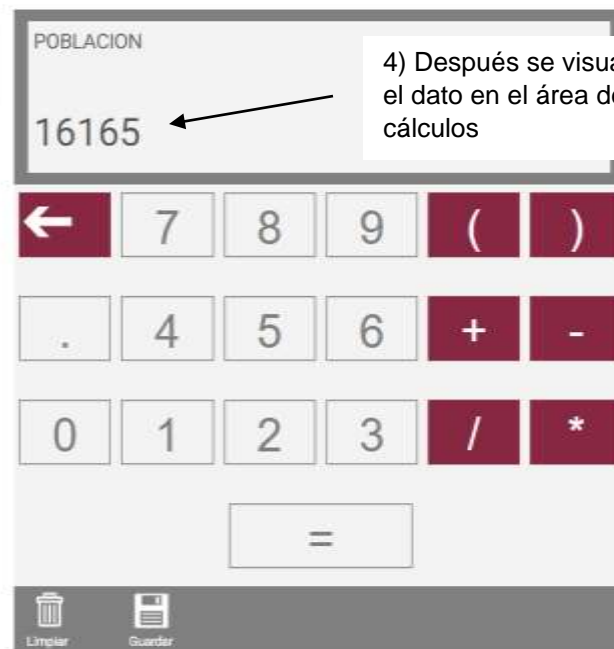 POBLACION
4) Después se
el dato en el área
cálculos
16165
7 8 9 ( )
. 4 5 6 + -
0 1 2 3 / *
=
Limpiar Guardar